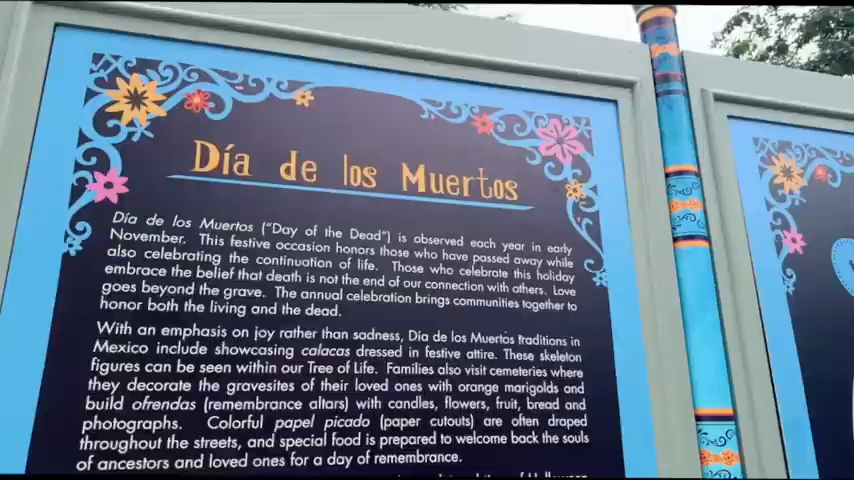 Día de los Muertos
Día de los Muertos ("Day of the Dead") is observed each year in early
November. This festive occasion honors those who have passed away while
also celebrating the continuation of life. Those who celebrate this holiday
embrace the belief that death is not the end of our connection with others. Love
goes beyond the grave. The annual celebration brings communities together to
honor both the living and the dead.
With an emphasis on joy rather than sadness, Día de los Muertos traditions in
Mexico include showcasing calacas dressed in festive attire. These skeleton
figures can be seen within our Tree of Life. Families also visit cemeteries where
they decorate the gravesites of their loved ones with orange marigolds and
build ofrendas (remembrance altars) with candles, flowers, fruit, bread and
photographs. Colorful papel picado (paper cutouts) are often draped
throughout the streets, and special food is prepared to welcome back the souls
of ancestors and loved ones for a day of remembrance.